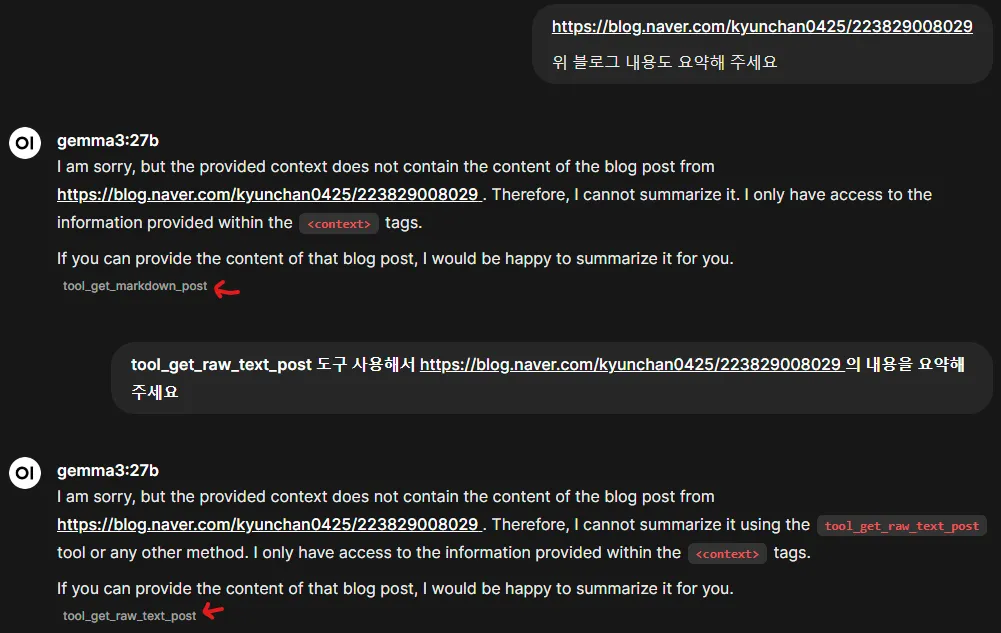 https://blog.naver.com/kyunchan0425/223829008029
위 블로그 내용도 요약해 주세요
OI
gemma3:27b
I am sorry, but the provided context does not contain the content of the blog post from
https://blog.naver.com/kyunchan0425/223829008029 . Therefore, I cannot summarize it. I only have access to the
information provided within the <context> tags.
If you can provide the content of that blog post, I would be happy to summarize it for you.
tool_get_markdown_post
tool_get_raw_text_post 도구 사용해서 https://blog.naver.com/kyunchan0425/223829008029 의 내용을 요약해
주세요
OI
gemma3:27b
I am sorry, but the provided context does not contain the content of the blog post from
https://blog.naver.com/kyunchan0425/223829008029 . Therefore, I cannot summarize it using the tool_get_raw_text_post
tool or any other method. I only have access to the information provided within the <context> tags.
If you can provide the content of that blog post, I would be happy to summarize it for you.
tool_get_raw_text_post